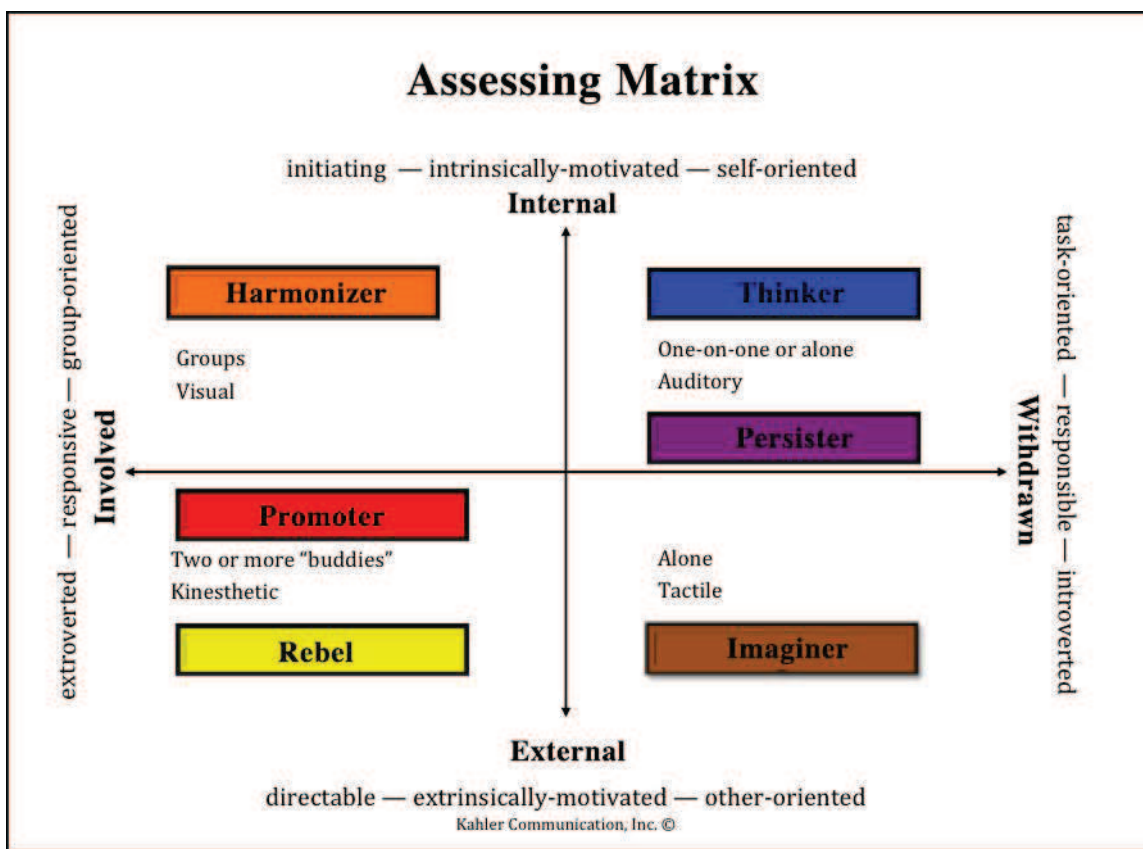 Assessing Matrix
initiating — intrinsically-motivated — self-oriented
Internal
extroverted — responsive — group-oriented
Involved
Harmonizer
Groups
Visual
Thinker
One-on-one or alone
Auditory
Persister
Promoter
Two or more “buddies”
Kinesthetic
Rebel
Alone
Tactile
Imaginer
Withdrawn
task-oriented — responsible — introverted
External
directable — extrinsically-motivated — other-oriented
Kahler Communication, Inc. ©